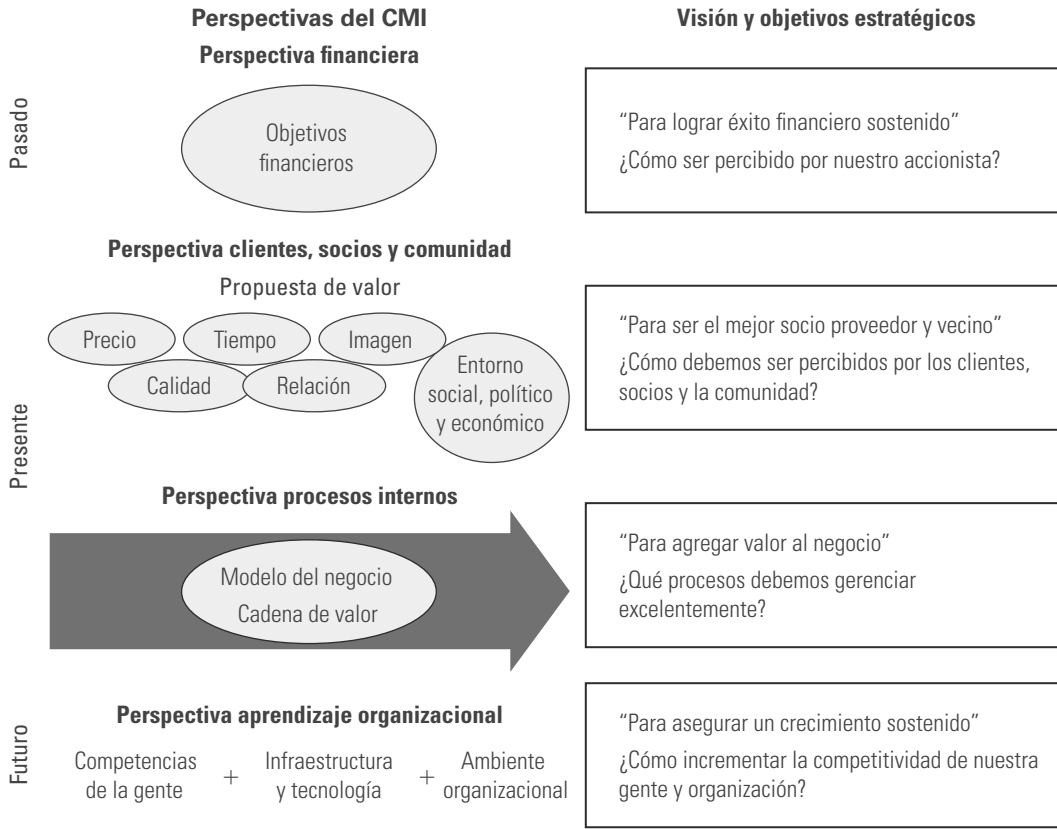 Perspectivas del CMI
Visión y objetivos estratégicos
Perspectiva financiera
Pasado
Objetivos
financieros
“Para lograr éxito financiero sostenido”
¿Cómo ser percibido por nuestro accionista?
Perspectiva clientes, socios y comunidad
Propuesta de valor
Precio
Tiempo
Imagen
Calidad
Relación
Entorno
social, político
y económico
“Para ser el mejor socio proveedor y vecino”
¿Cómo debemos ser percibidos por los clientes,
socios y la comunidad?
Presente
Perspectiva procesos internos
Modelo del negocio
Cadena de valor
“Para agregar valor al negocio”
¿Qué procesos debemos gerenciar
excelentemente?
Futuro
Perspectiva aprendizaje organizacional
Competencias
de la gente
+
Infraestructura
y tecnología
+
Ambiente
organizacional
“Para asegurar un crecimiento sostenido”
¿Cómo incrementar la competitividad de nuestra
gente y organización?